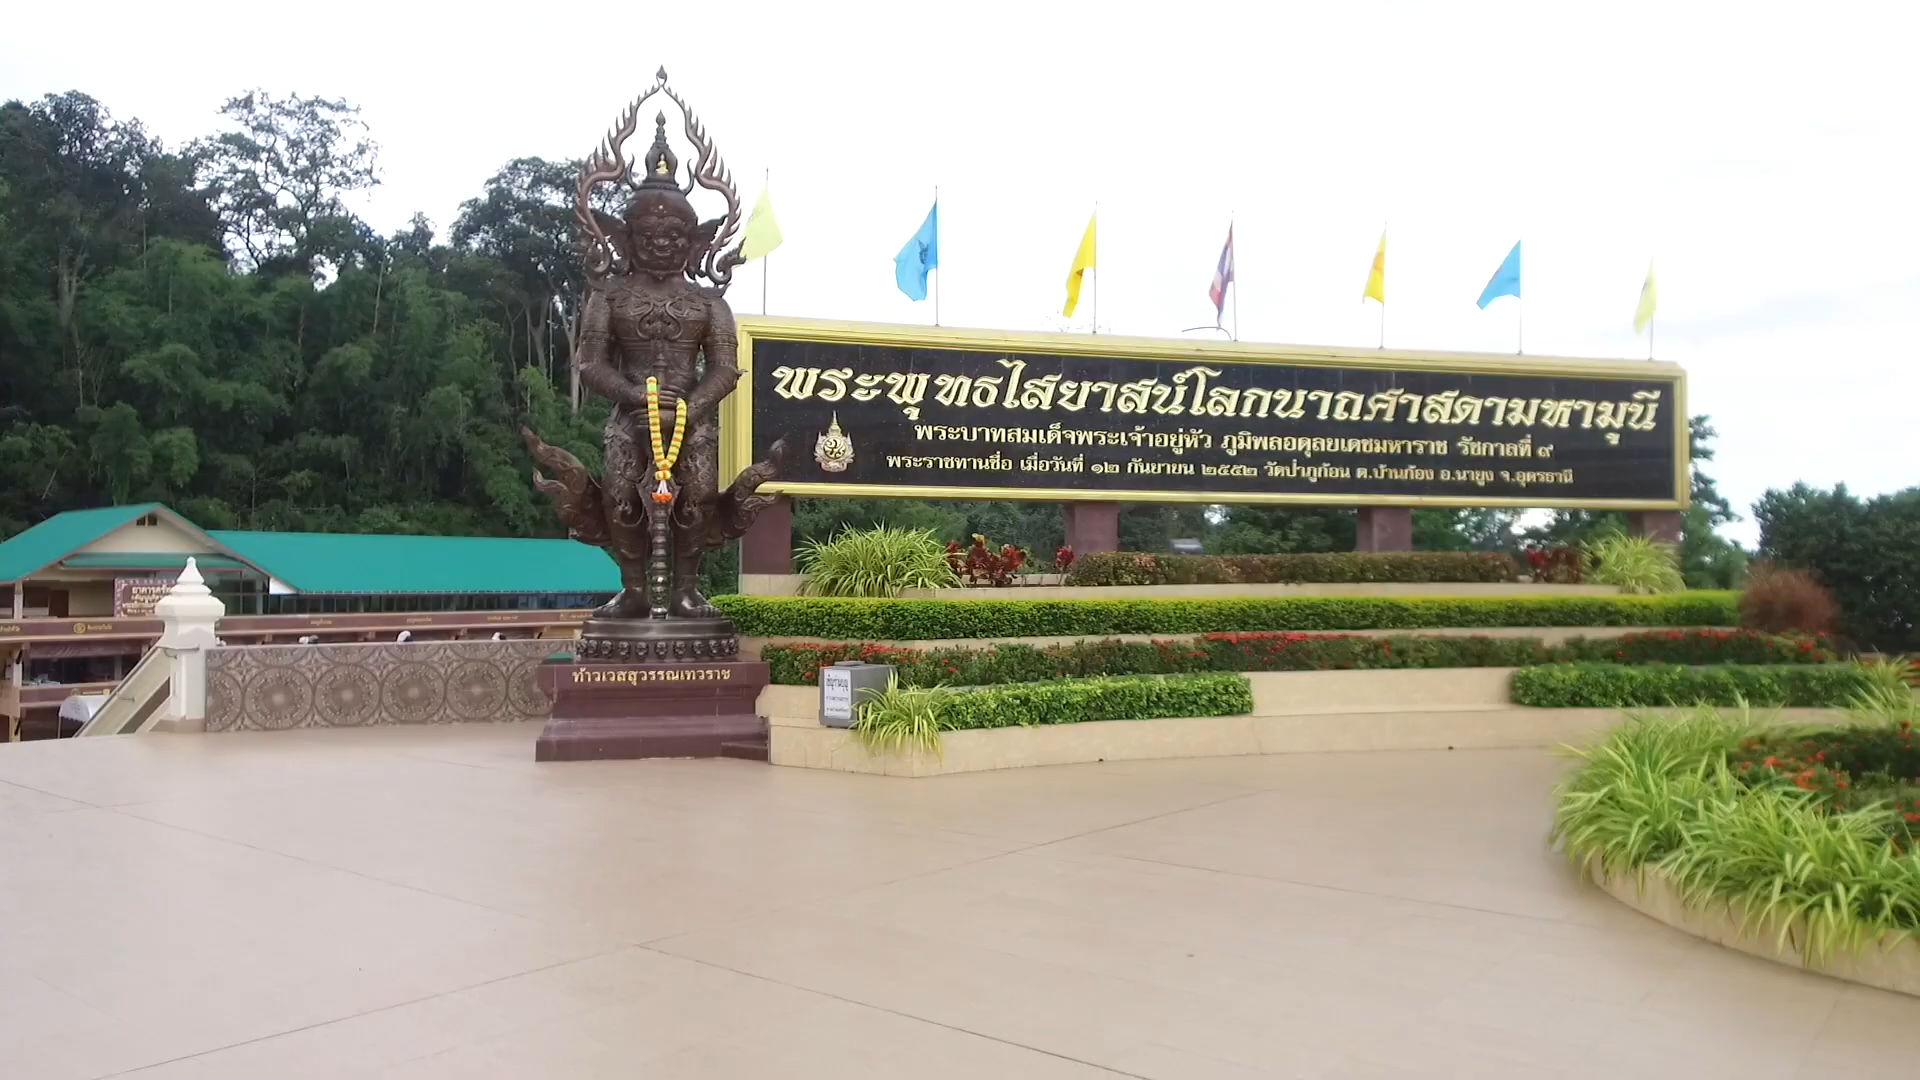 พระพุทธไสยาสน์โลกนาถศาสดามหามุนี
พระบาทสมเด็จพระเจ้าอยู่หัว ภูมิพลอดุลยเดชมหาราช รัชกาลที่ ๙
พระราชทานชื่อ เมื่อวันที่ ๑๒ กันยายน ๒๕๕๒ วัดป่าภูก้อน ต.บ้านก้อง อ.นายูง จ.อุดรธานี
ท้าวเวสสุวรรณเทวราช